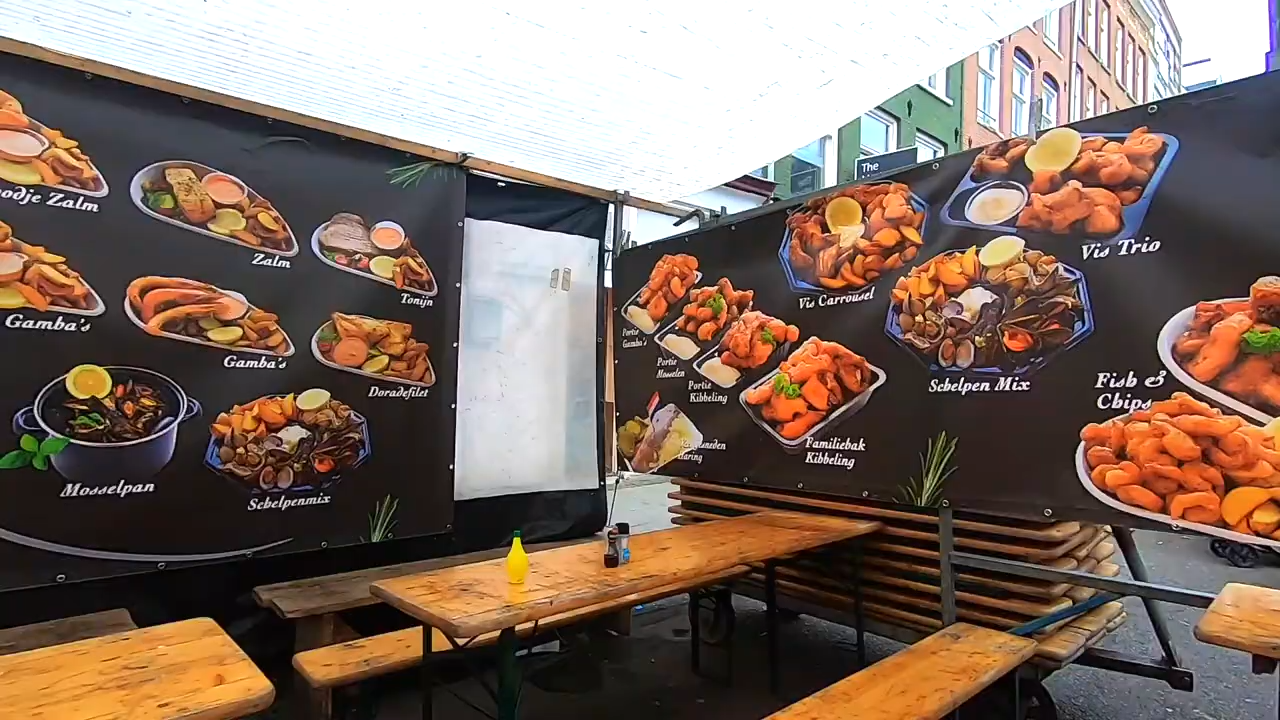 Zalm
Zalm
Tonijn
Gamba's
Gamba's
Doradefilet
Mosselpan
Schelpenmix
The
Vis Trio
Vis Carrousel
Portie
Gamba's
Portie
Mosselen
Portie
Kibbeling
Schelpen Mix
Fish &
Chips
Familiebak
Kibbeling
Haring